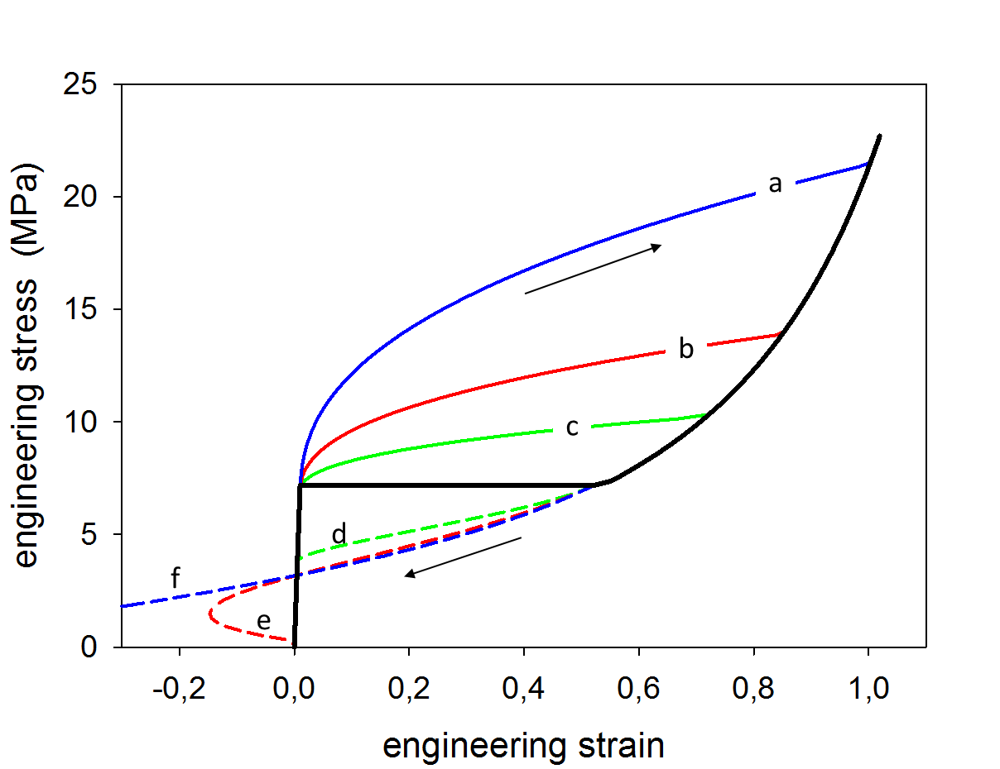 25
20
15
10
5
0
engineering stress (MPa)
a
b
c
d
f
e
-0,2 0,0 0,2 0,4 0,6 0,8 1,0
engineering strain